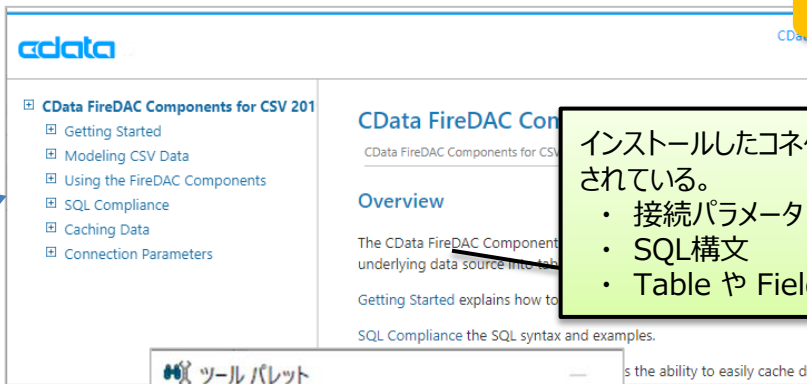 cdata
CData FireDAC Components for CSV 201
Getting Started
Modeling CSV Data
Using the FireDAC Components
SQL Compliance
Caching Data
Connection Parameters
CData FireDAC Con
CData FireDAC Components for CSV
Overview
The CData FireDAC Component
underlying data source into
Getting Started explains how to
SQL Compliance the SQL syntax and examples.
s the ability to easily cache d
インストールしたコネ
されている。
・ 接続パラメータ
・ SQL構文
・ Table や Fiel
ツール パレット